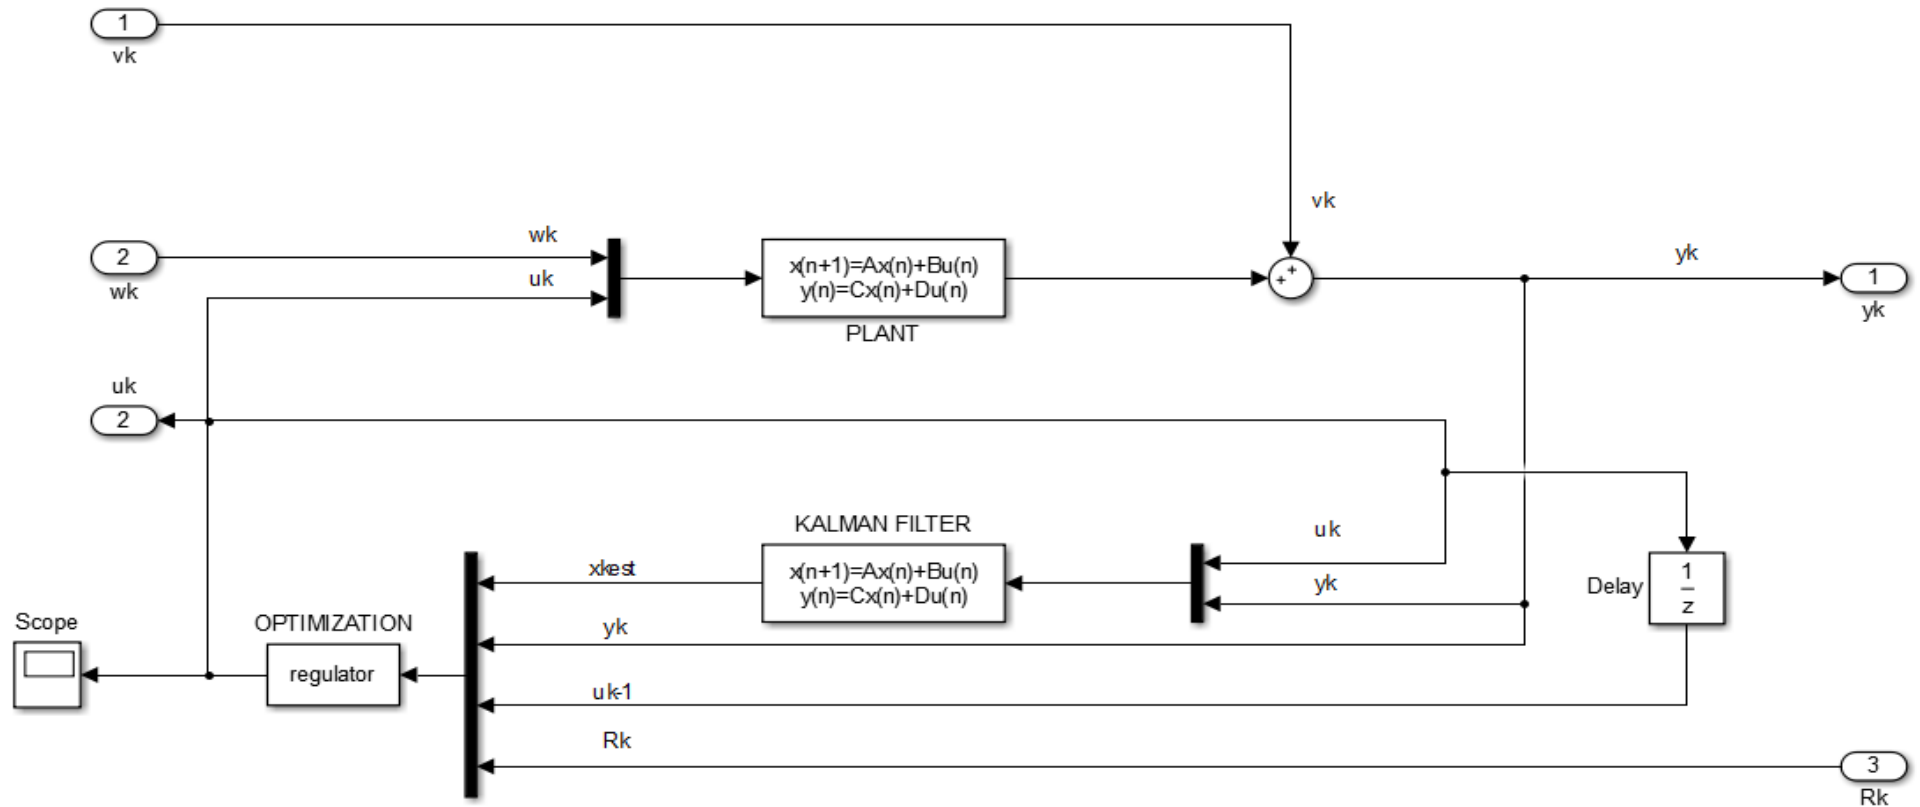 1
vk
vk
wk
2
wk
uk
x(n+1)=Ax(n)+Bu(n)
y(n)=Cx(n)+Du(n)
PLANT
yk
1
yk
uk
2
KALMAN FILTER
x(n+1)=Ax(n)+Bu(n)
y(n)=Cx(n)+Du(n)
uk
yk
xkest
Delay
1
z
Scope
OPTIMIZATION
regulator
yk
uk-1
Rk
3
Rk